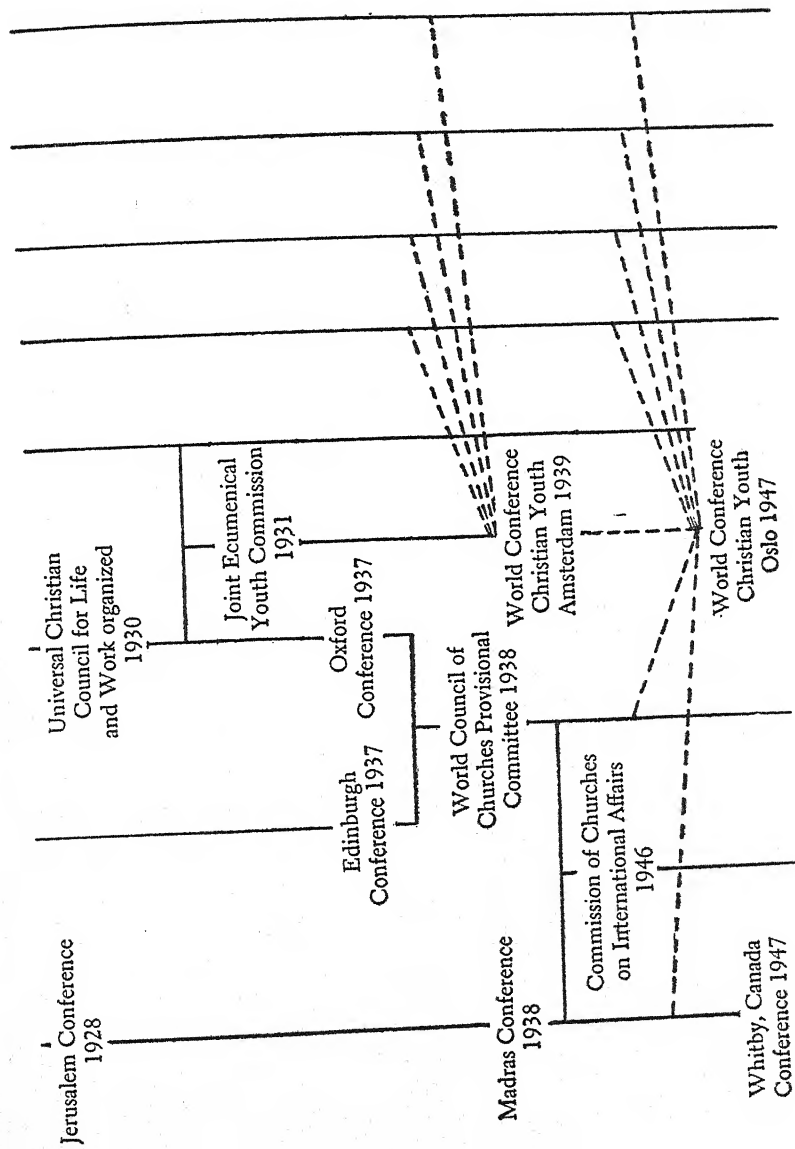 Jerusalem Conference
1928
Universal Christian
Council for Life
and Work organized
1930
Joint Ecumenical
Youth Commission
1931
Edinburgh
Conference 1937
Oxford
Conference 1937
World Council of
Churches Provisional
Committee 1938
World Conference
Christian Youth
Amsterdam 1939
Madras Conference
1938
Commission of Churches
on International Affairs
1946
Whitby, Canada
Conference 1947
World Conference
Christian Youth
Oslo 1947